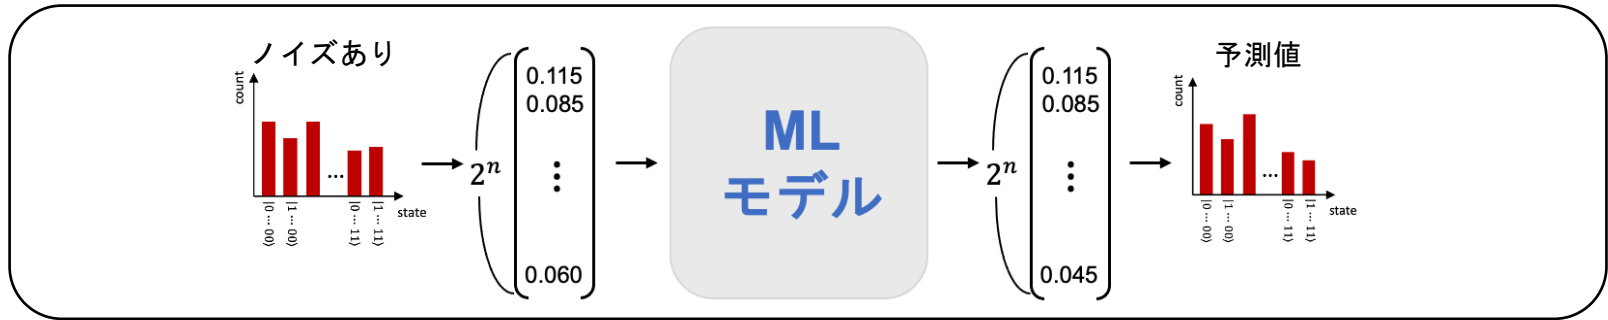 ノイズあり
count
...
state
|0 ⋯ 00⟩
|1 ⋯ 00⟩
|0 ⋯ 11⟩
|1 ⋯ 11⟩
2ⁿ
0.115
0.085
⋮
0.060
ML
モデル
2ⁿ
0.115
0.085
⋮
0.045
予測値
count
...
state
|0 ⋯ 00⟩
|1 ⋯ 00⟩
|0 ⋯ 11⟩
|1 ⋯ 11⟩